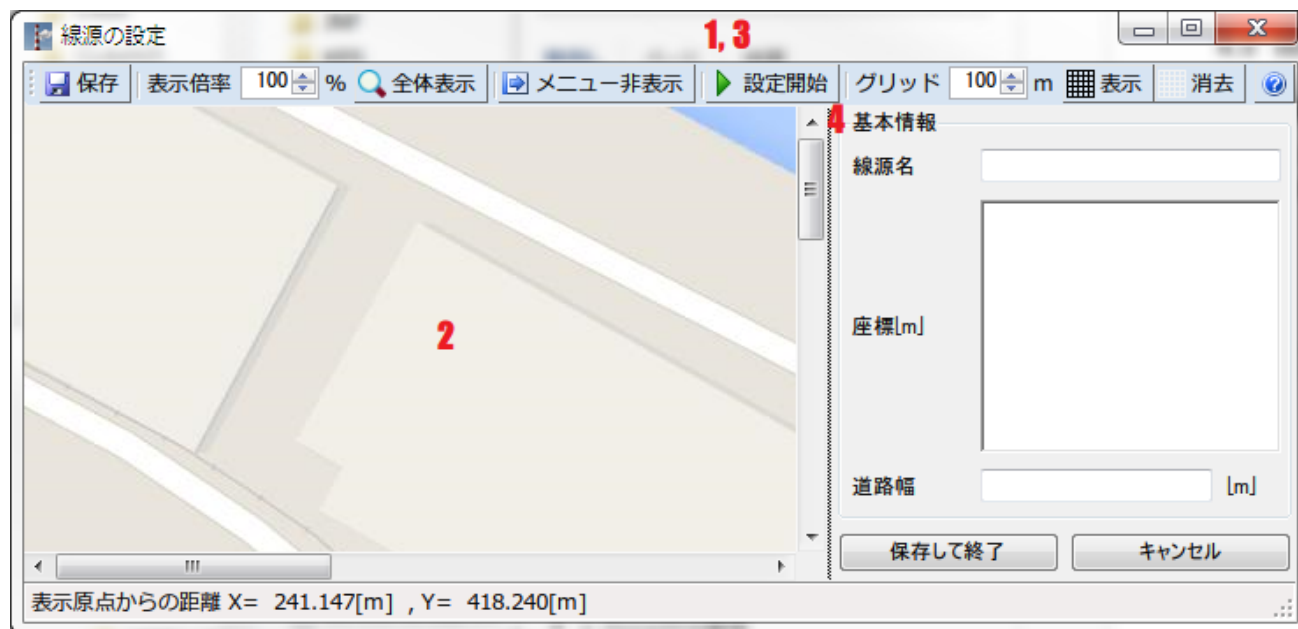 線源の設定
1, 3
保存 表示倍率 100 % 全体表示 メニュー非表示 設定開始 グリッド 100 m 表示 消去
4 基本情報
線源名
2
座標[m]
道路幅 [m]
保存して終了 キャンセル
表示原点からの距離 X= 241.147[m] , Y= 418.240[m]